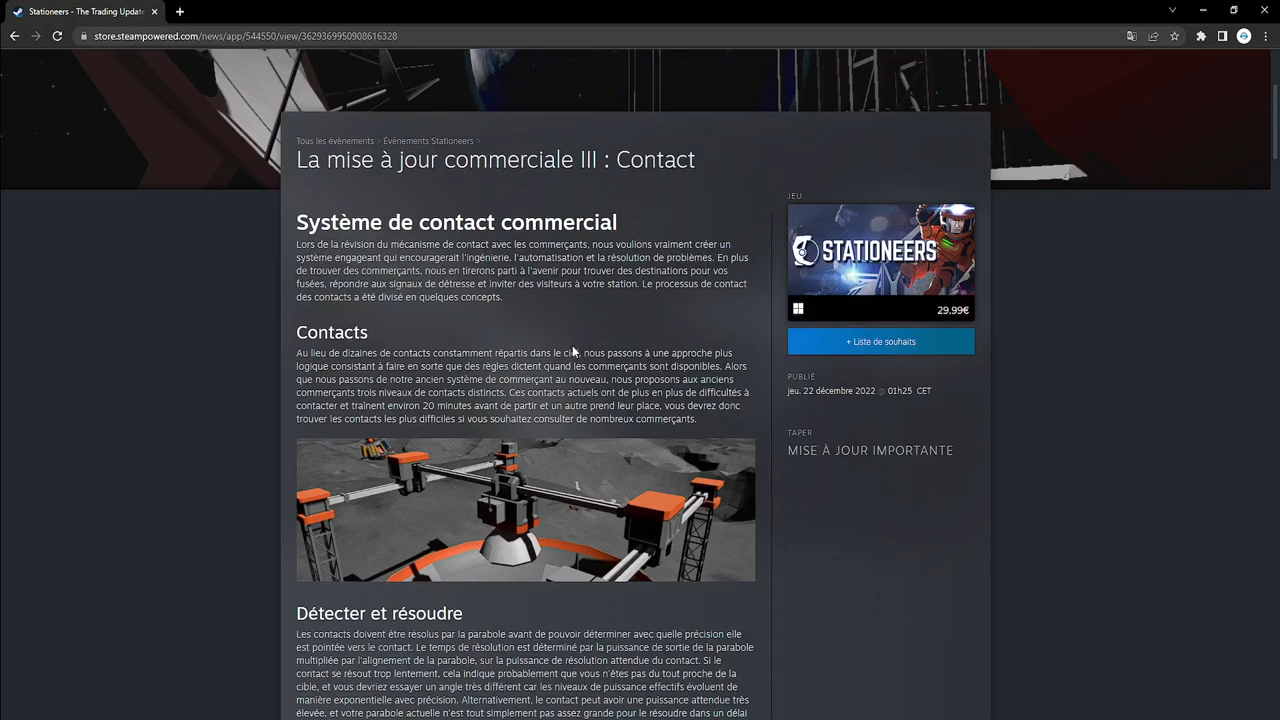 Stationeers - The Trading Update
store.steampowered.com/news/app/544550/view/3629369950908616328
Tous les évènements > Évènements Stationeers >
La mise à jour commerciale III : Contact
Système de contact commercial
Lors de la révision du mécanisme de contact avec les commerçants, nous voulions vraiment créer un
système engageant qui encouragerait l'ingénierie, l'automatisation et la résolution de problèmes. En plus
de trouver des commerçants, nous en tirerons parti à l'avenir pour trouver des destinations pour vos
fusées, répondre aux signaux de détresse et inviter des visiteurs à votre station. Le processus de contact
des contacts a été divisé en quelques concepts.
Contacts
Au lieu de dizaines de contacts constamment répartis dans le ciel, nous passons à une approche plus
logique consistant à faire en sorte que des règles dictent quand les commerçants sont disponibles. Alors
que nous passons de notre ancien système de commerçant au nouveau, nous proposons aux anciens
commerçants trois niveaux de contacts distincts. Ces contacts actuels ont de plus en plus de difficultés à
contacter et traînent environ 20 minutes avant de partir et un autre prend leur place, vous devrez donc
trouver les contacts les plus difficiles si vous souhaitez consulter de nombreux commerçants.
Détecter et résoudre
Les contacts doivent être résolus par la parabole avant de pouvoir déterminer avec quelle précision elle
est pointée vers le contact. Le temps de résolution est déterminé par la puissance de sortie de la parabole
multipliée par l'alignement de la parabole, sur la puissance de résolution attendue du contact. Si le
contact se résout trop lentement, cela indique probablement que vous n'êtes pas du tout proche de la
cible, et vous devriez essayer un angle très différent car les niveaux de puissance effectifs évoluent de
manière exponentielle avec précision. Alternativement, le contact peut avoir une puissance attendue très
élevée, et votre parabole actuelle n'est tout simplement pas assez grande pour le résoudre dans un délai
JEU
STATIONEERS
29,99€
+ Liste de souhaits
PUBLIÉ
jeu. 22 décembre 2022 @ 01h25 CET
TAPER
MISE À JOUR IMPORTANTE